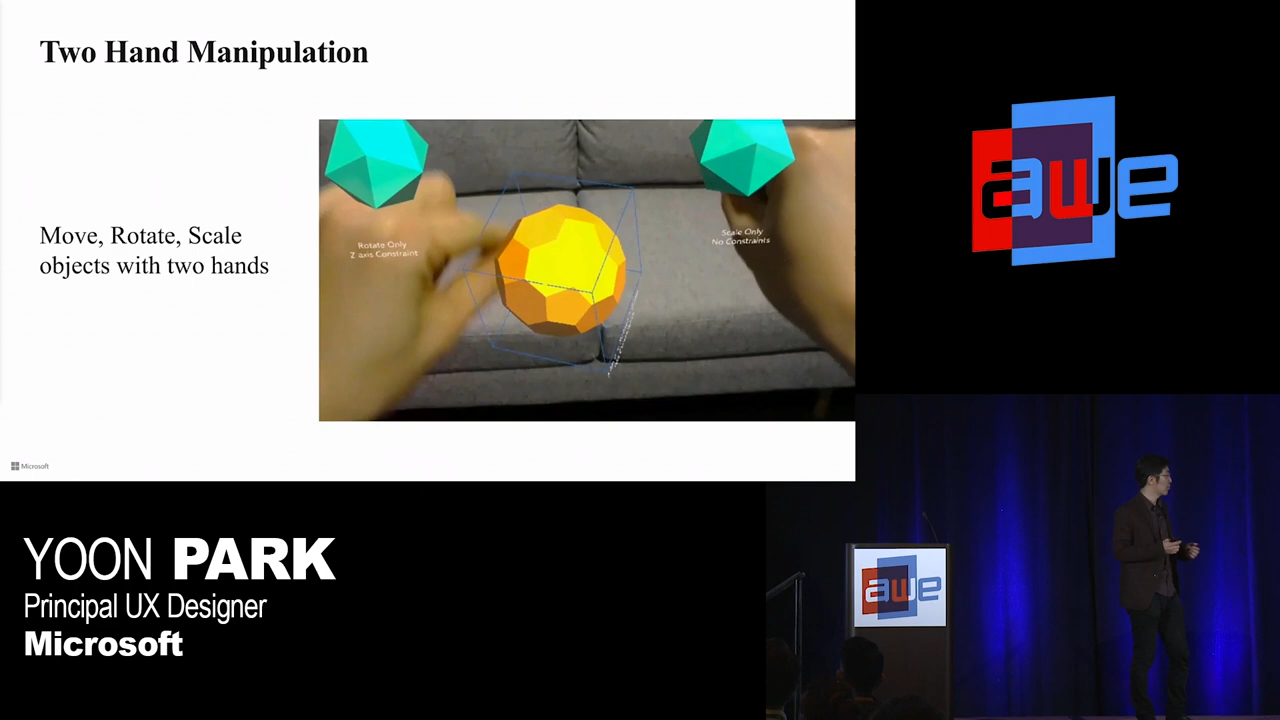 Two Hand Manipulation
Move, Rotate, Scale
objects with two hands
Rotate Only
Z axis Constraint
Scale Only
No Constraints
Microsoft
awe
YOON PARK
Principal UX Designer
Microsoft
awe